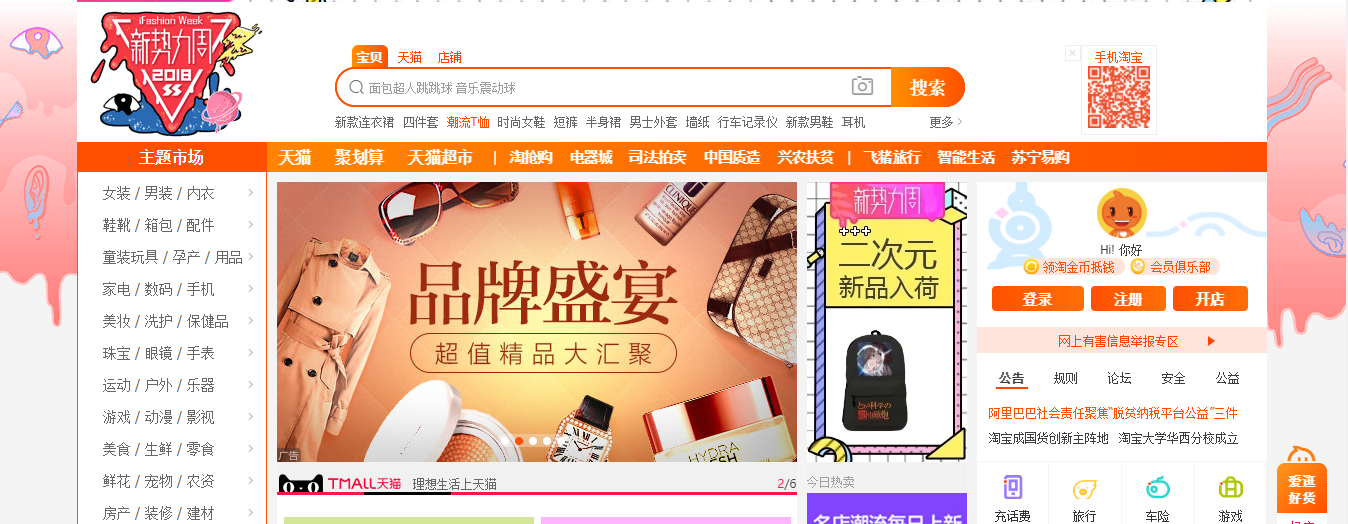 iFashion Week
新势力周
2018
SS
宝贝 天猫 店铺
面包超人跳跳球 音乐震动球
搜索
新款连衣裙 四件套 潮流T恤 时尚女鞋 短裤 半身裙 男士外套 墙纸 行车记录仪 新款男鞋 耳机 更多
手机淘宝
主题市场
天猫 聚划算 天猫超市 | 淘抢购 电器城 司法拍卖 中国质造 兴农扶贫 | 飞猪旅行 智能生活 苏宁易购
女装 / 男装 / 内衣
鞋靴 / 箱包 / 配件
童装玩具 / 孕产 / 用品
家电 / 数码 / 手机
美妆 / 洗护 / 保健品
珠宝 / 眼镜 / 手表
运动 / 户外 / 乐器
游戏 / 动漫 / 影视
美食 / 生鲜 / 零食
鲜花 / 宠物 / 农资
房产 / 装修 / 建材
CLINIQUE
品牌盛宴
超值精品大汇聚
HYDRA
广告
TMALL天猫 理想生活上天猫 2/6
新势力周
二次元
新品入荷
今日热卖
名店潮流每日上新
Hi! 你好
领淘金币抵钱 会员俱乐部
登录 注册 开店
网上有害信息举报专区
公告 规则 论坛 安全 公益
阿里巴巴社会责任聚焦"脱贫纳税平台公益"三件
淘宝成国货创新主阵地 淘宝大学华西分校成立
充话费 旅行 车险 游戏
爱逛
好货